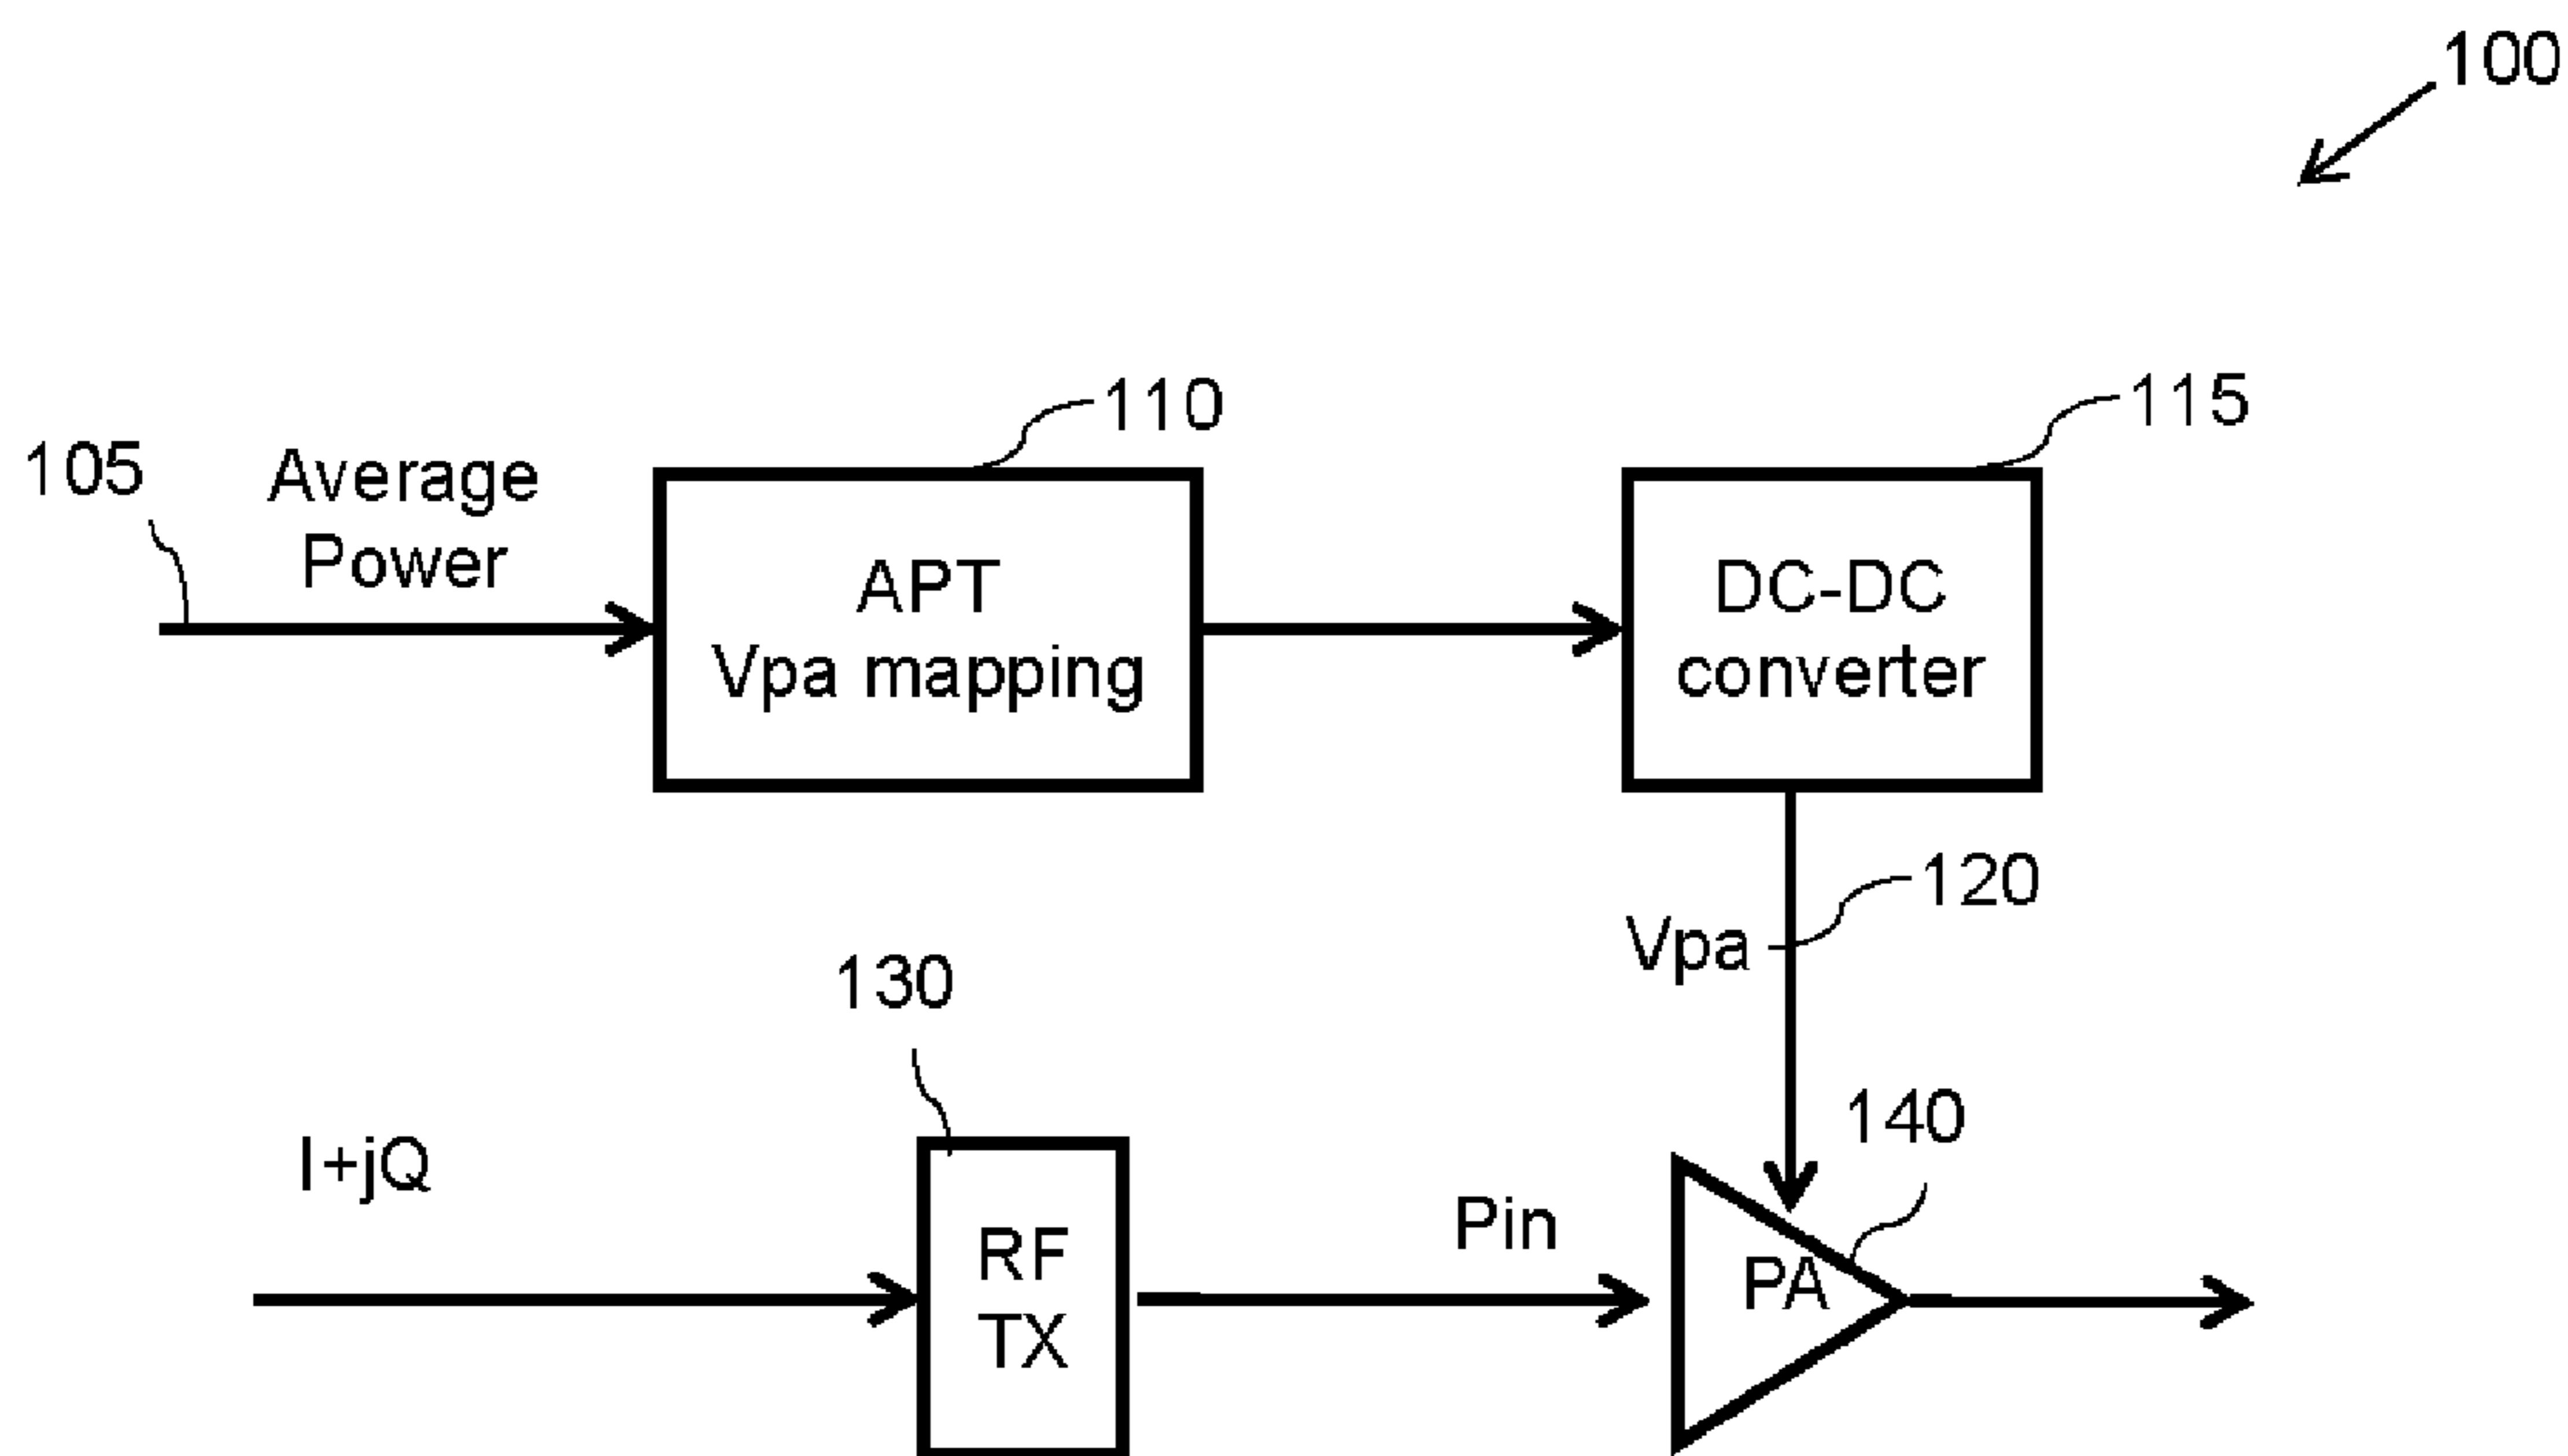 100
110
115
105
Average
Power
APT
Vpa mapping
DC-DC
converter
120
Vpa
130
140
I+jQ
Pin
RF
TX
PA